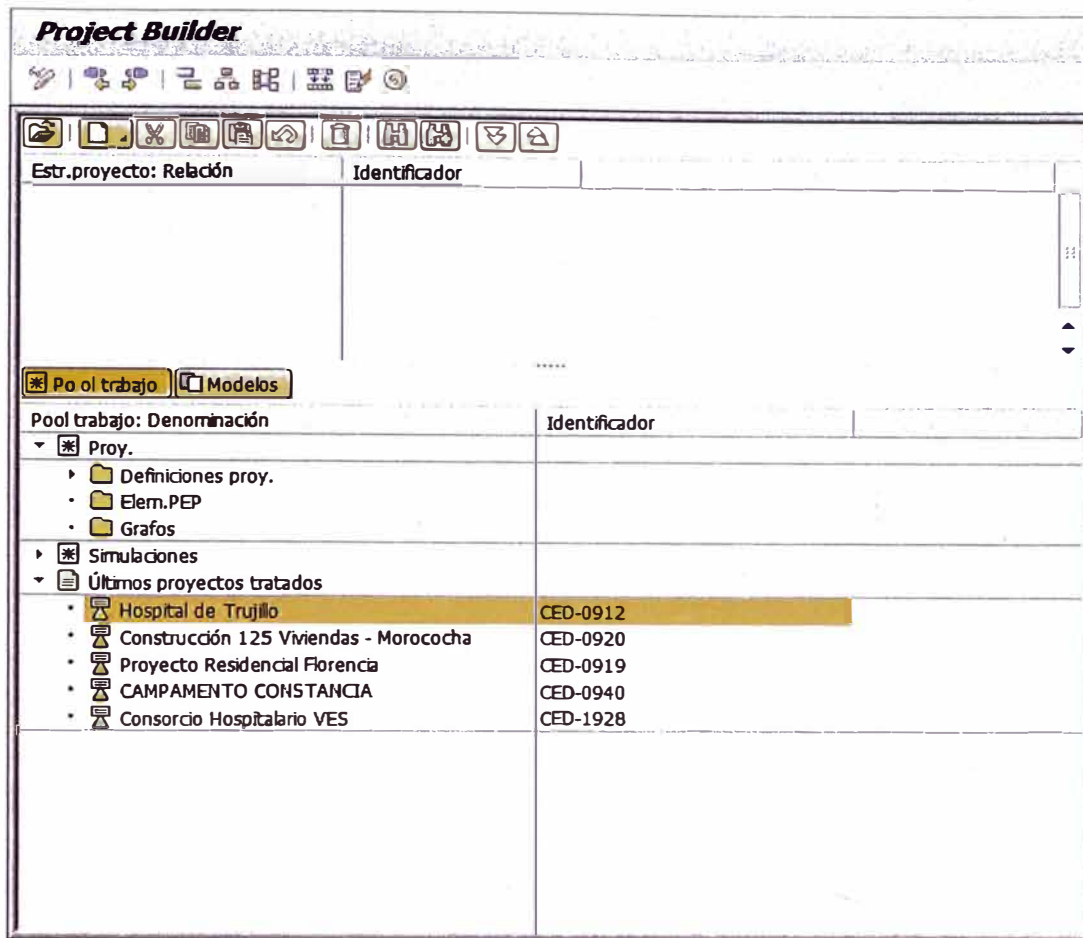 Project Builder
Estr.proyecto: Relación Identificador
Pool trabajo Modelos
Pool trabajo: Denominación Identificador
Proy.
Definiciones proy.
Elem.PEP
Grafos
Simulaciones
Últimos proyectos tratados
Hospital de Trujillo CED-0912
Construcción 125 Viviendas - Morococha CED-0920
Proyecto Residencial Florencia CED-0919
CAMPAMENTO CONSTANCIA CED-0940
Consorcio Hospitalario VES CED-1928